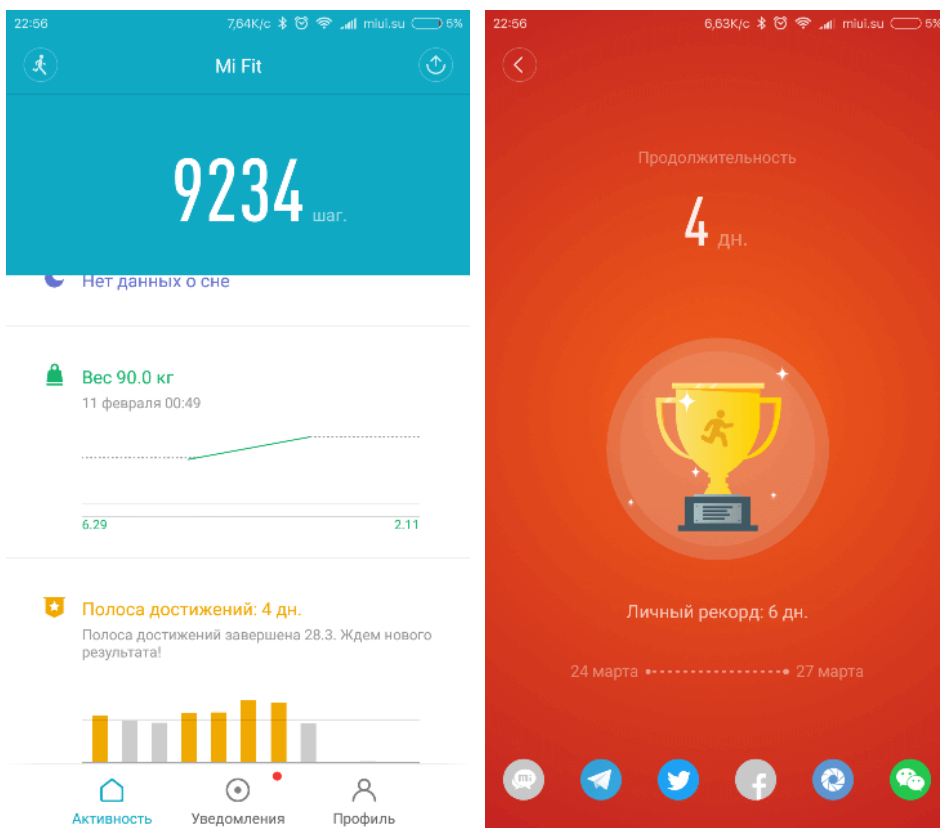 22:56
7,64K/c
miui.su
5%
Mi Fit
9234 шаг.
Нет данных о сне
Вес 90.0 кг
11 февраля 00:49
6.29
2.11
Полоса достижений: 4 дн.
Полоса достижений завершена 28.3. Ждем нового
результата!
Активность
Уведомления
Профиль
22:56
6,63K/c
miui.su
5%
Продолжительность
4 дн.
Личный рекорд: 6 дн.
24 марта
27 марта
mi